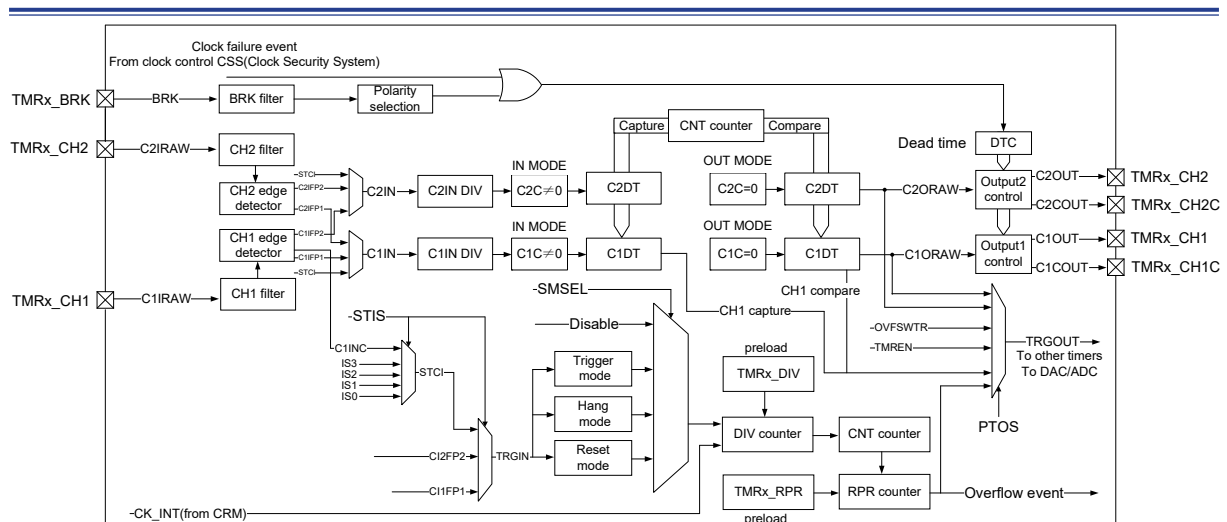 Clock failure event
From clock control CSS(Clock Security System)
TMRx_BRK
BRK
BRK filter
Polarity
selection
Capture
CNT counter
Compare
Dead time
DTC
TMRx_CH2
C2IRAW
CH2 filter
CH2 edge
detector
STCI
C2IFP2
C2IFP1
C2IN
C2IN DIV
IN MODE
C2C≠0
C2DT
OUT MODE
C2C=0
C2DT
C2ORAW
Output2
control
C2OUT
TMRx_CH2
C2COUT
TMRx_CH2C
CH1 edge
detector
C1IFP2
C1IFP1
STCI
C1IN
C1IN DIV
IN MODE
C1C≠0
C1DT
OUT MODE
C1C=0
C1DT
C1ORAW
Output1
control
C1OUT
TMRx_CH1
C1COUT
TMRx_CH1C
TMRx_CH1
C1IRAW
CH1 filter
CH1 compare
CH1 capture
-SMSEL
-STIS
Disable
C1INC
IS3
IS2
IS1
IS0
STCI
Trigger
mode
Hang
mode
Reset
mode
CI2FP2
CI1FP1
TRGIN
-OVFSWTR
-TMREN
TRGOUT
To other timers
To DAC/ADC
PTOS
preload
TMRx_DIV
DIV counter
CNT counter
TMRx_RPR
preload
RPR counter
Overflow event
-CK_INT(from CRM)